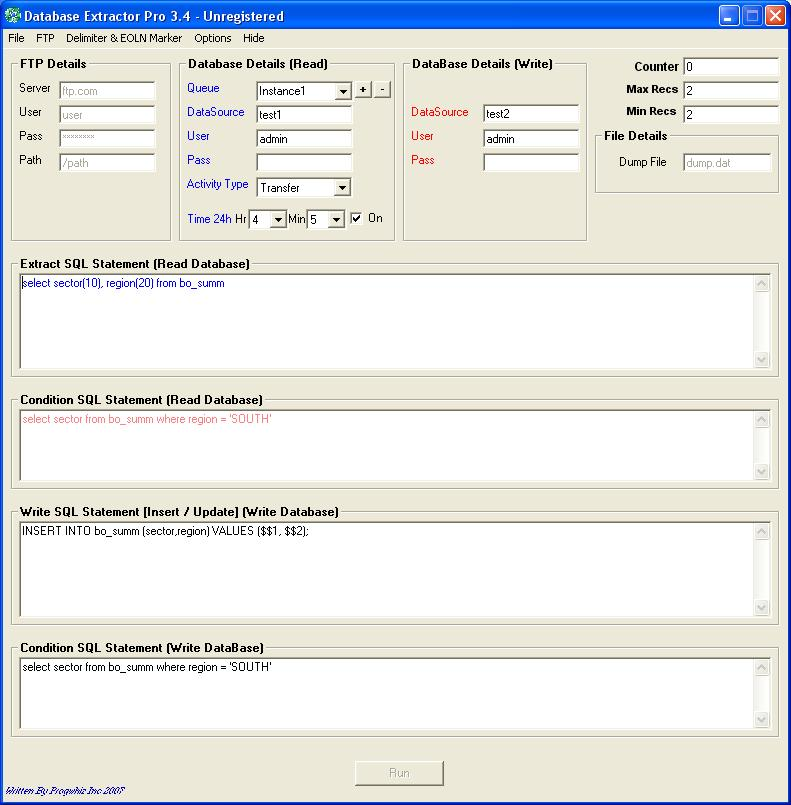 Database Extractor Pro 3.4 - Unregistered
File FTP Delimiter & EOLN Marker Options Hide
FTP Details
Server ftp.com
User user
Pass ********
Path /path
Database Details (Read)
Queue Instance1 + -
DataSource test1
User admin
Pass
Activity Type Transfer
Time 24h Hr 4 Min 5 On
DataBase Details (Write)
DataSource test2
User admin
Pass
Counter 0
Max Recs 2
Min Recs 2
File Details
Dump File dump.dat
Extract SQL Statement (Read Database)
select sector(10), region(20) from bo_summ
Condition SQL Statement (Read Database)
select sector from bo_summ where region = 'SOUTH'
Write SQL Statement [Insert / Update] (Write Database)
INSERT INTO bo_summ (sector,region) VALUES ($$1, $$2);
Condition SQL Statement (Write DataBase)
select sector from bo_summ where region = 'SOUTH'
Run
Written By Frogwhiz Inc 2007